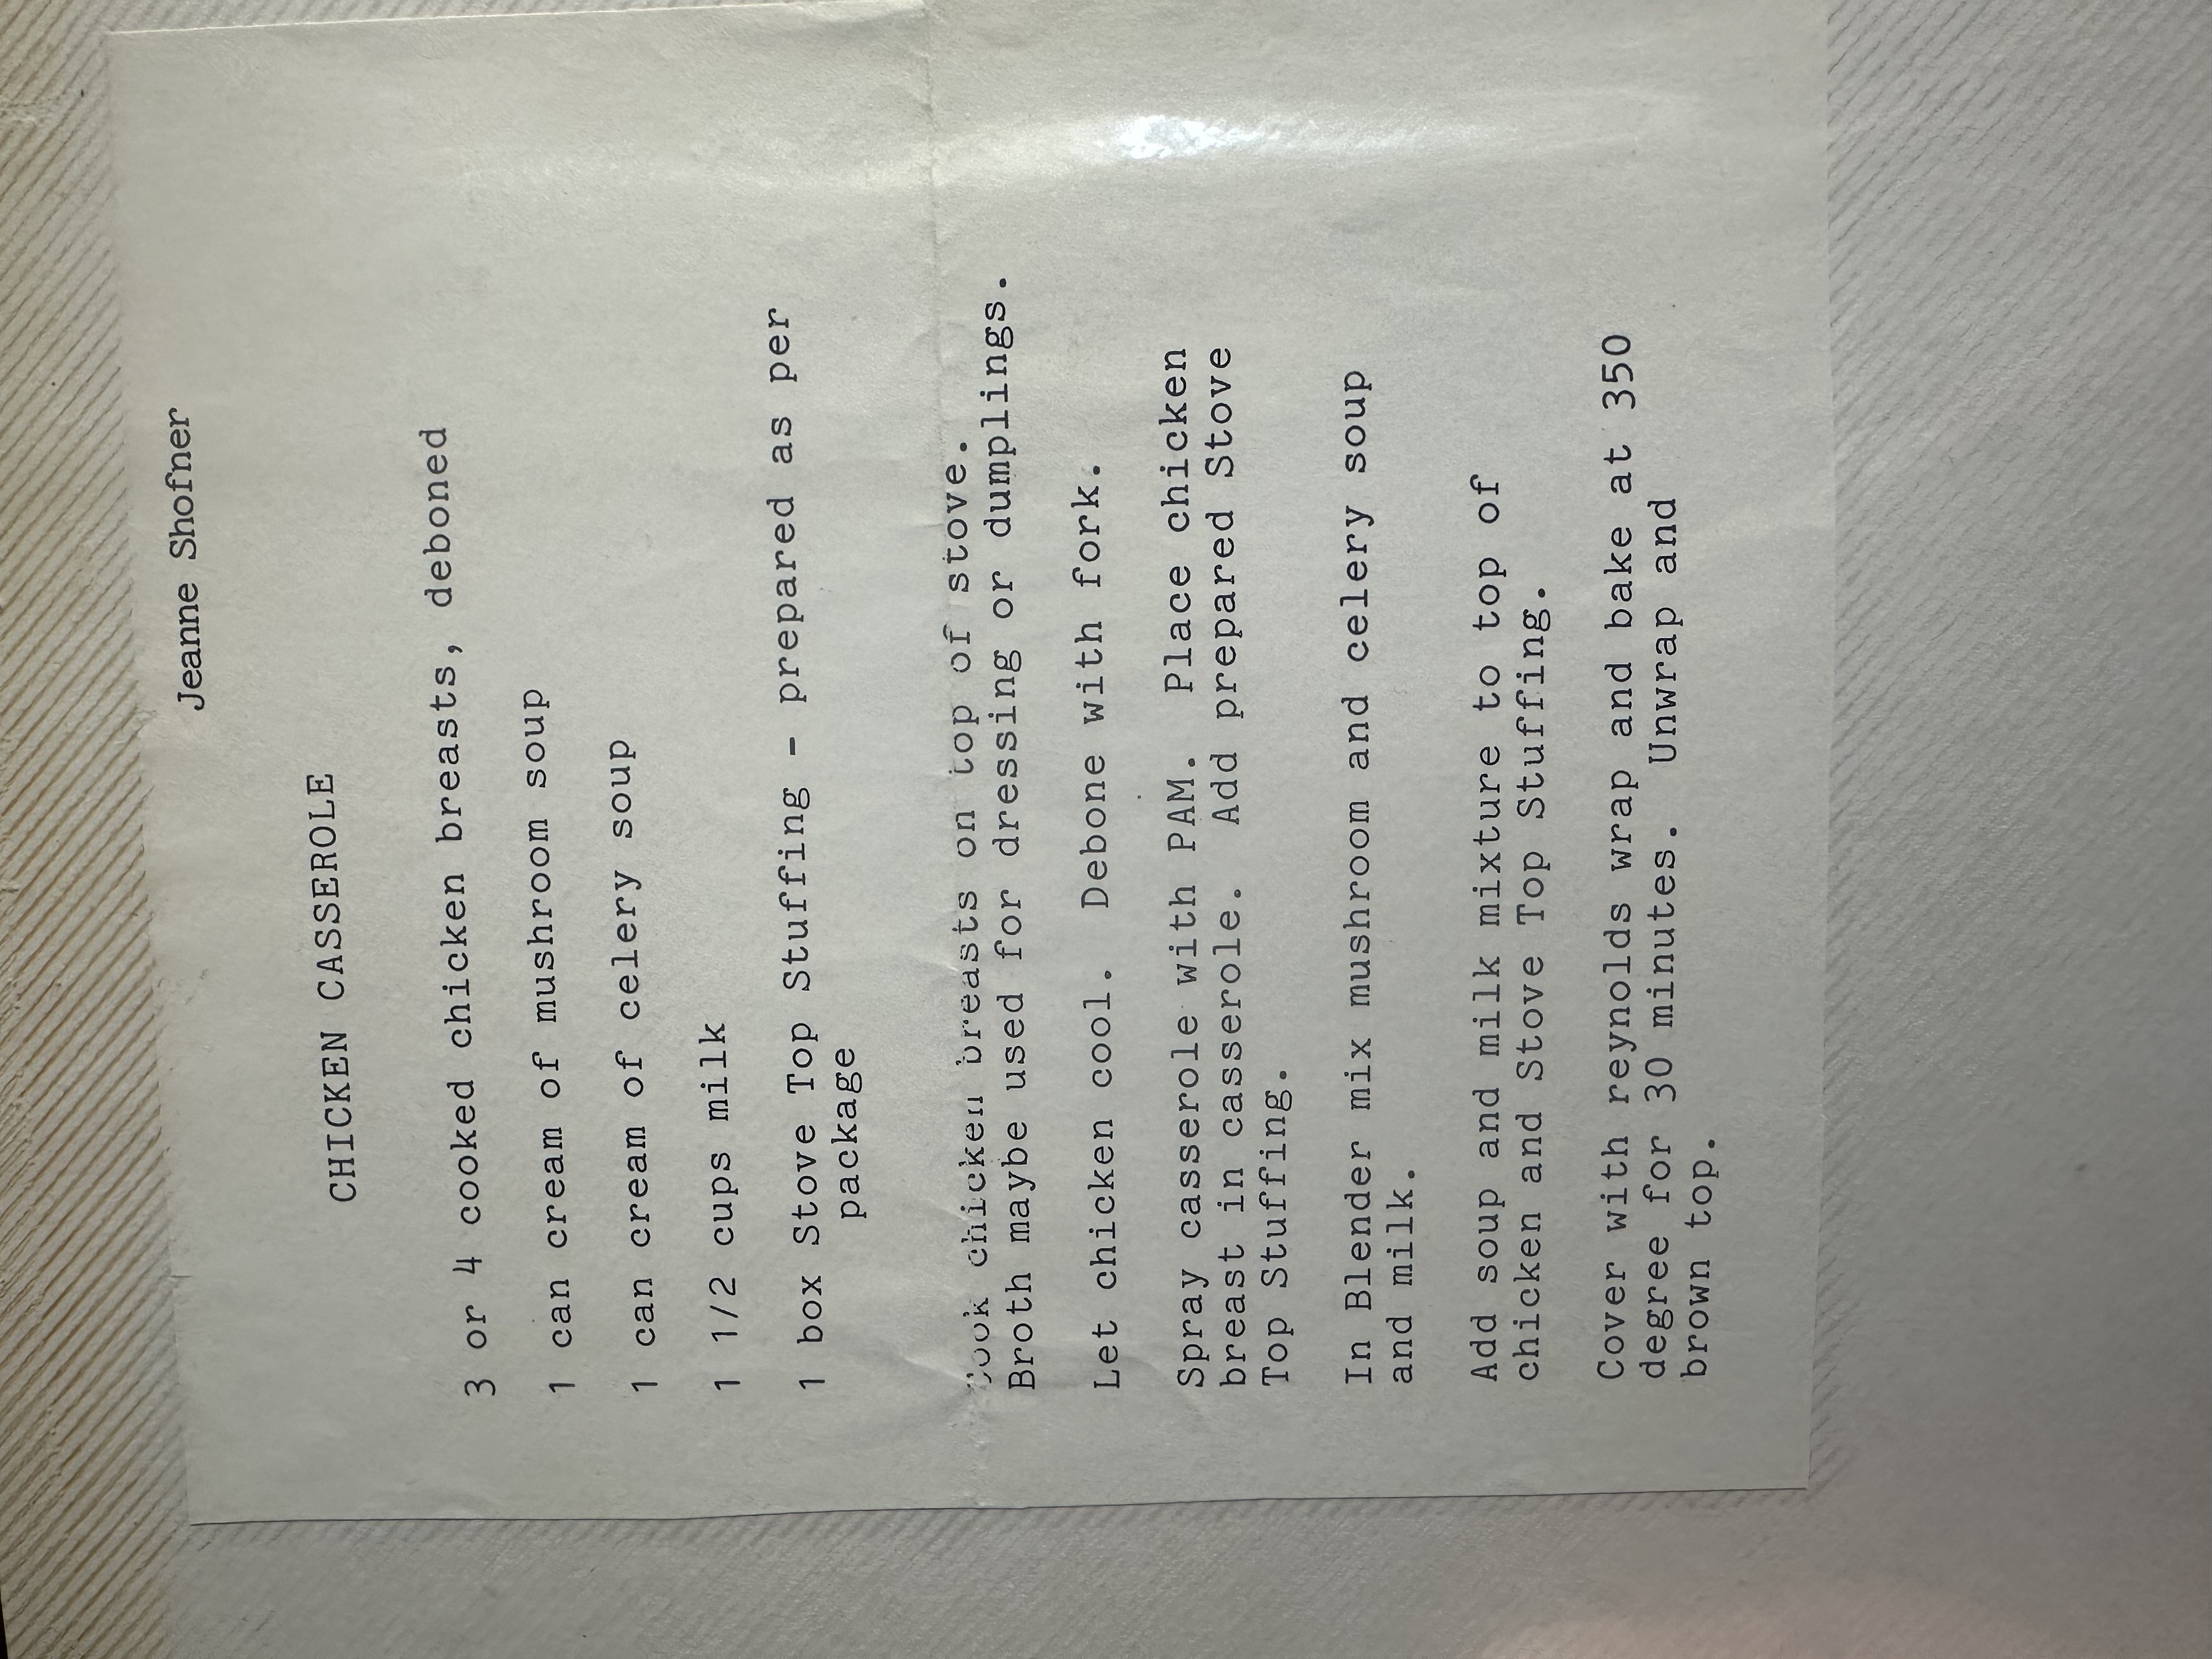 Jeanne Shofner
CHICKEN CASSEROLE
3 or 4 cooked chicken breasts, deboned
1 can cream of mushroom soup
1 can cream of celery soup
1 1/2 cups milk
1 box Stove Top Stuffing - prepared as per
package
Cook chicken breasts on top of stove.
Broth maybe used for dressing or dumplings.
Let chicken cool.  Debone with fork.
Spray casserole with PAM.  Place chicken
breast in casserole.  Add prepared Stove
Top Stuffing.
In Blender mix mushroom and celery soup
and milk.
Add soup and milk mixture to top of
chicken and Stove Top Stuffing.
Cover with reynolds wrap and bake at 350
degree for 30 minutes.  Unwrap and
brown top.